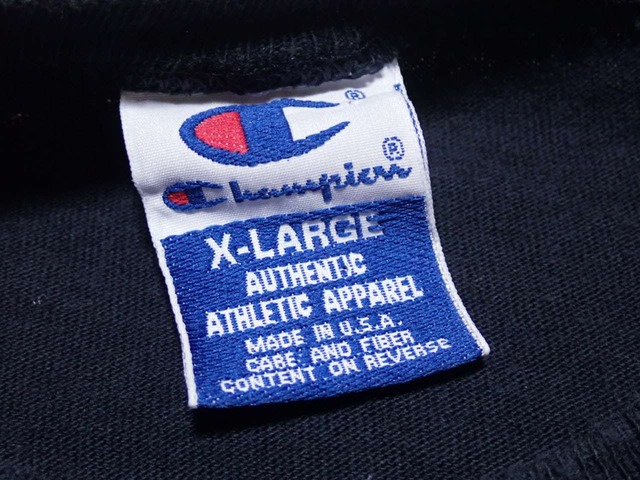 ®
Champion®
X-LARGE
AUTHENTIC
ATHLETIC APPAREL
MADE IN U.S.A.
CARE AND FIBER
CONTENT ON REVERSE